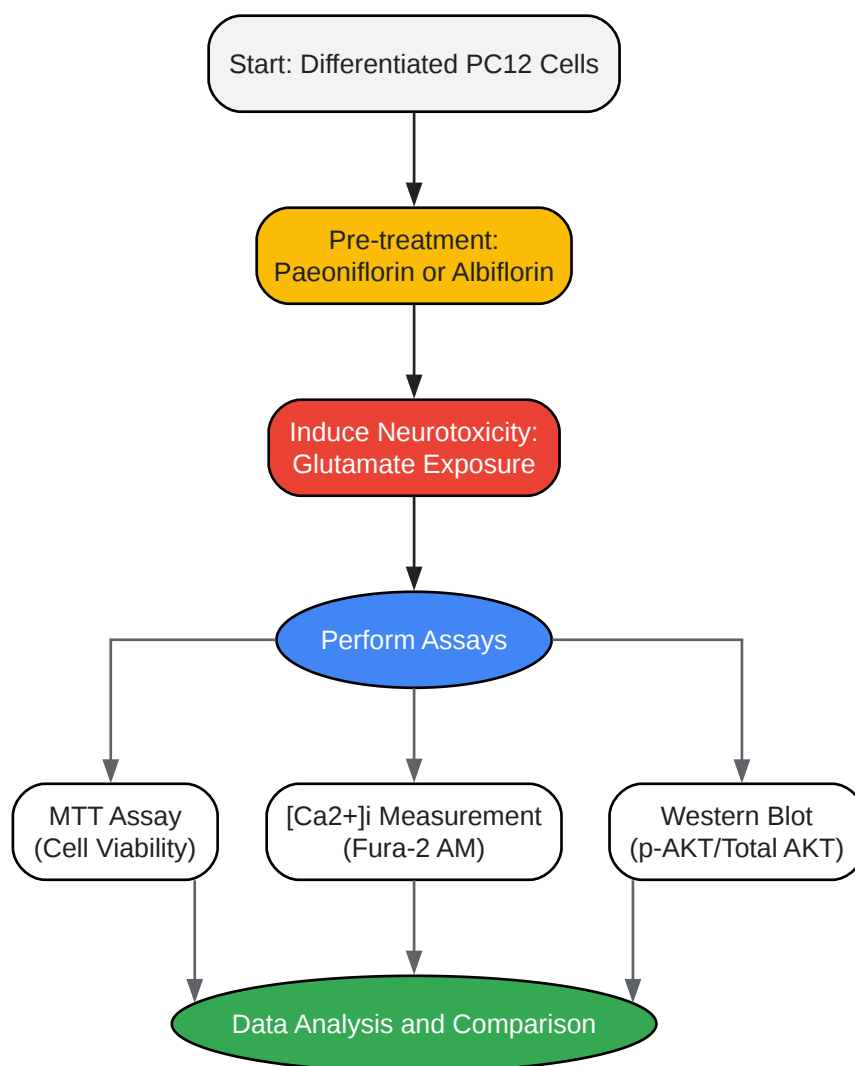 Start: Differentiated PC12 Cells
Pre-treatment:
Paeoniflorin or Albiflorin
Induce Neurotoxicity:
Glutamate Exposure
Perform Assays
MTT Assay
(Cell Viability)
[Ca2+]i Measurement
(Fura-2 AM)
Western Blot
(p-AKT/Total AKT)
Data Analysis and Comparison